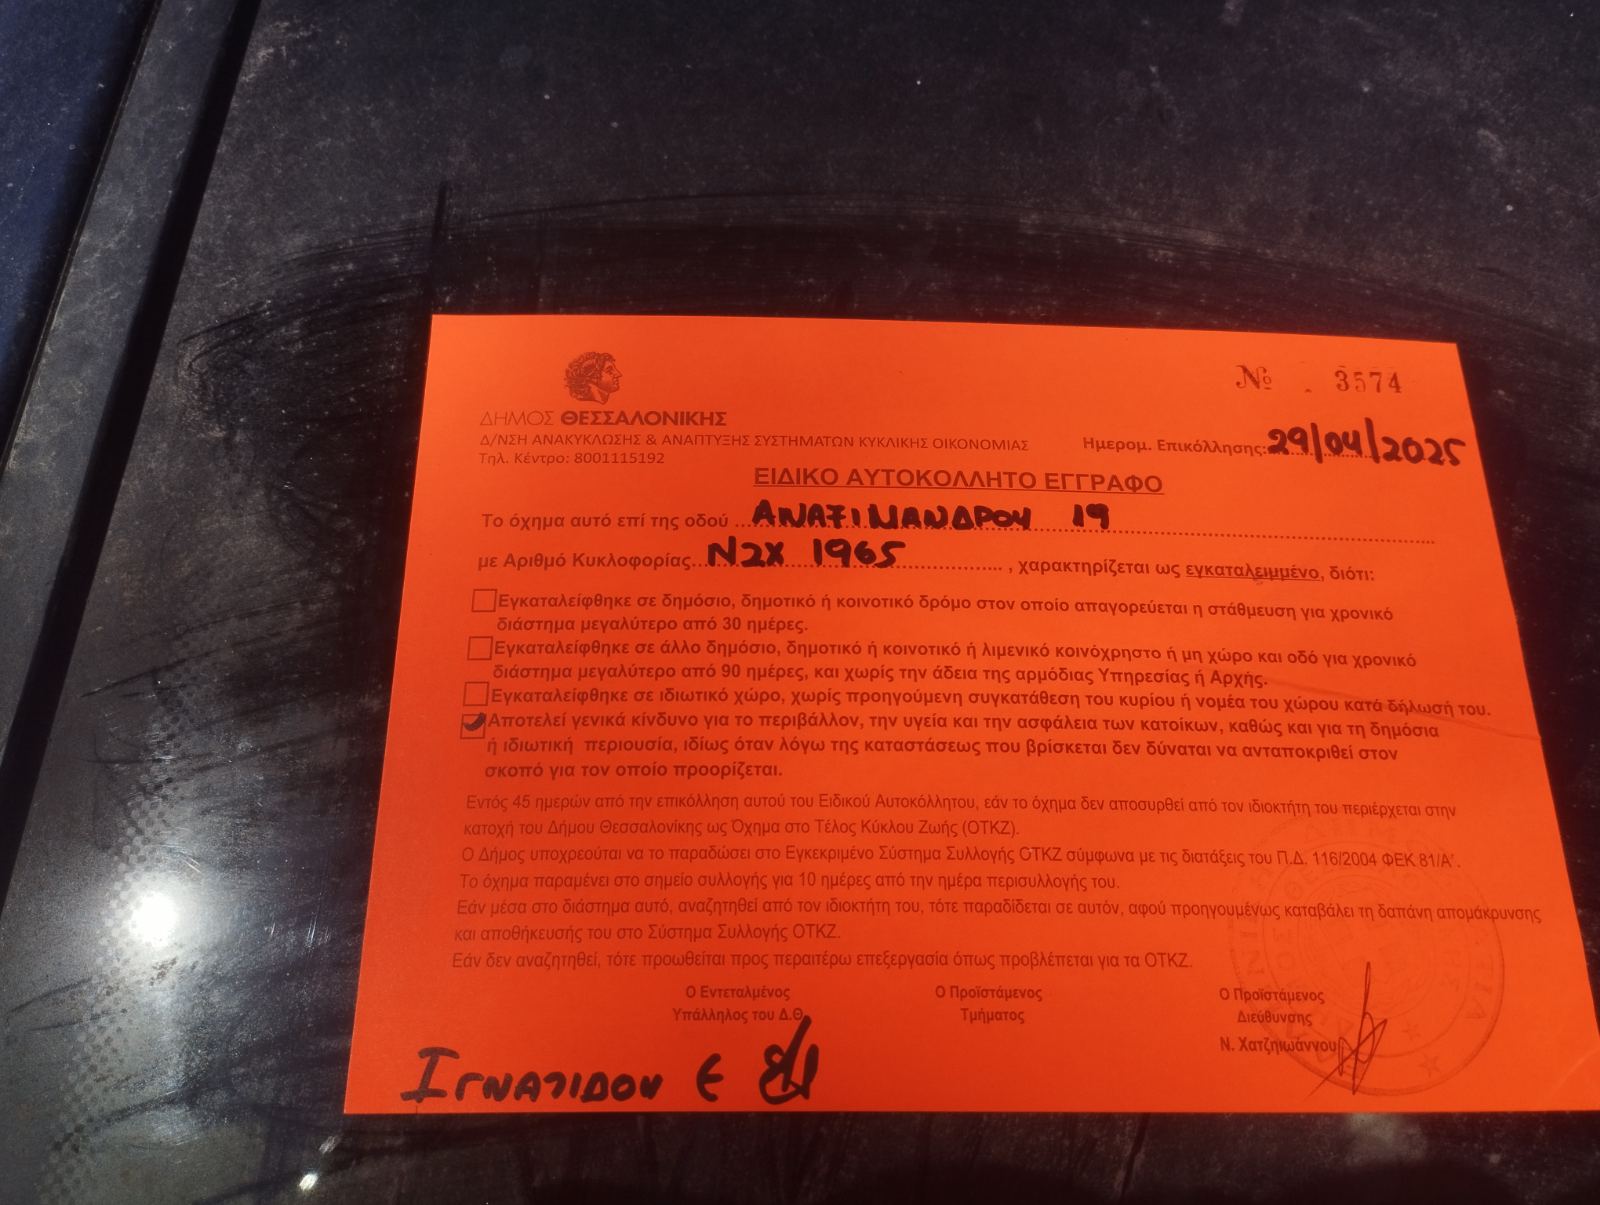 Νο 3574
ΔΗΜΟΣ ΘΕΣΣΑΛΟΝΙΚΗΣ
Δ/ΝΣΗ ΑΝΑΚΥΚΛΩΣΗΣ & ΑΝΑΠΤΥΞΗΣ ΣΥΣΤΗΜΑΤΩΝ ΚΥΚΛΙΚΗΣ ΟΙΚΟΝΟΜΙΑΣ
Ημερομ. Επικόλλησης: 29/04/2025
Τηλ. Κέντρο: 8001115192
ΕΙΔΙΚΟ ΑΥΤΟΚΟΛΛΗΤΟ ΕΓΓΡΑΦΟ
Το όχημα αυτό επί της οδού ΑΝΑΞΙΜΑΝΔΡΟΥ 19
με Αριθμό Κυκλοφορίας ΝΖΧ 1965, χαρακτηρίζεται ως εγκαταλειμμένο, διότι:
Εγκαταλείφθηκε σε δημόσιο, δημοτικό ή κοινοτικό δρόμο στον οποίο απαγορεύεται η στάθμευση για χρονικό
διάστημα μεγαλύτερο από 30 ημέρες.
Εγκαταλείφθηκε σε άλλο δημόσιο, δημοτικό ή κοινοτικό ή λιμενικό κοινόχρηστο ή μη χώρο και οδό για χρονικό
διάστημα μεγαλύτερο από 90 ημέρες, και χωρίς την άδεια της αρμόδιας Υπηρεσίας ή Αρχής.
Εγκαταλείφθηκε σε ιδιωτικό χώρο, χωρίς προηγούμενη συγκατάθεση του κυρίου ή νομέα του χώρου κατά δήλωσή του.
Αποτελεί γενικά κίνδυνο για το περιβάλλον, την υγεία και την ασφάλεια των κατοίκων, καθώς και για τη δημόσια
ή ιδιωτική περιουσία, ιδίως όταν λόγω της καταστάσεως που βρίσκεται δεν δύναται να ανταποκριθεί στον
σκοπό για τον οποίο προορίζεται.
Εντός 45 ημερών από την επικόλληση αυτού του Ειδικού Αυτοκόλλητου, εάν το όχημα δεν αποσυρθεί από τον ιδιοκτήτη του περιέρχεται στην
κατοχή του Δήμου Θεσσαλονίκης ως Όχημα στο Τέλος Κύκλου Ζωής (ΟΤΚΖ).
Ο Δήμος υποχρεούται να το παραδώσει στο Εγκεκριμένο Σύστημα Συλλογής ΟΤΚΖ σύμφωνα με τις διατάξεις του Π.Δ. 116/2004 ΦΕΚ 81/Α'.
Το όχημα παραμένει στο σημείο συλλογής για 10 ημέρες από την ημέρα περισυλλογής του.
Εάν μέσα στο διάστημα αυτό, αναζητηθεί από τον ιδιοκτήτη του, τότε παραδίδεται σε αυτόν, αφού προηγουμένως καταβάλει τη δαπάνη απομάκρυνσης
και αποθήκευσής του στο Σύστημα Συλλογής ΟΤΚΖ.
Εάν δεν αναζητηθεί, τότε προωθείται προς περαιτέρω επεξεργασία όπως προβλέπεται για τα ΟΤΚΖ.
Ο Εντεταλμένος Ο Προϊστάμενος Ο Προϊστάμενος
Υπάλληλος του Δ.Θ. Τμήματος Διεύθυνσης
Ν. Χατζηιωάννου
ΙΓΝΑΤΙΔΟΥ Ε